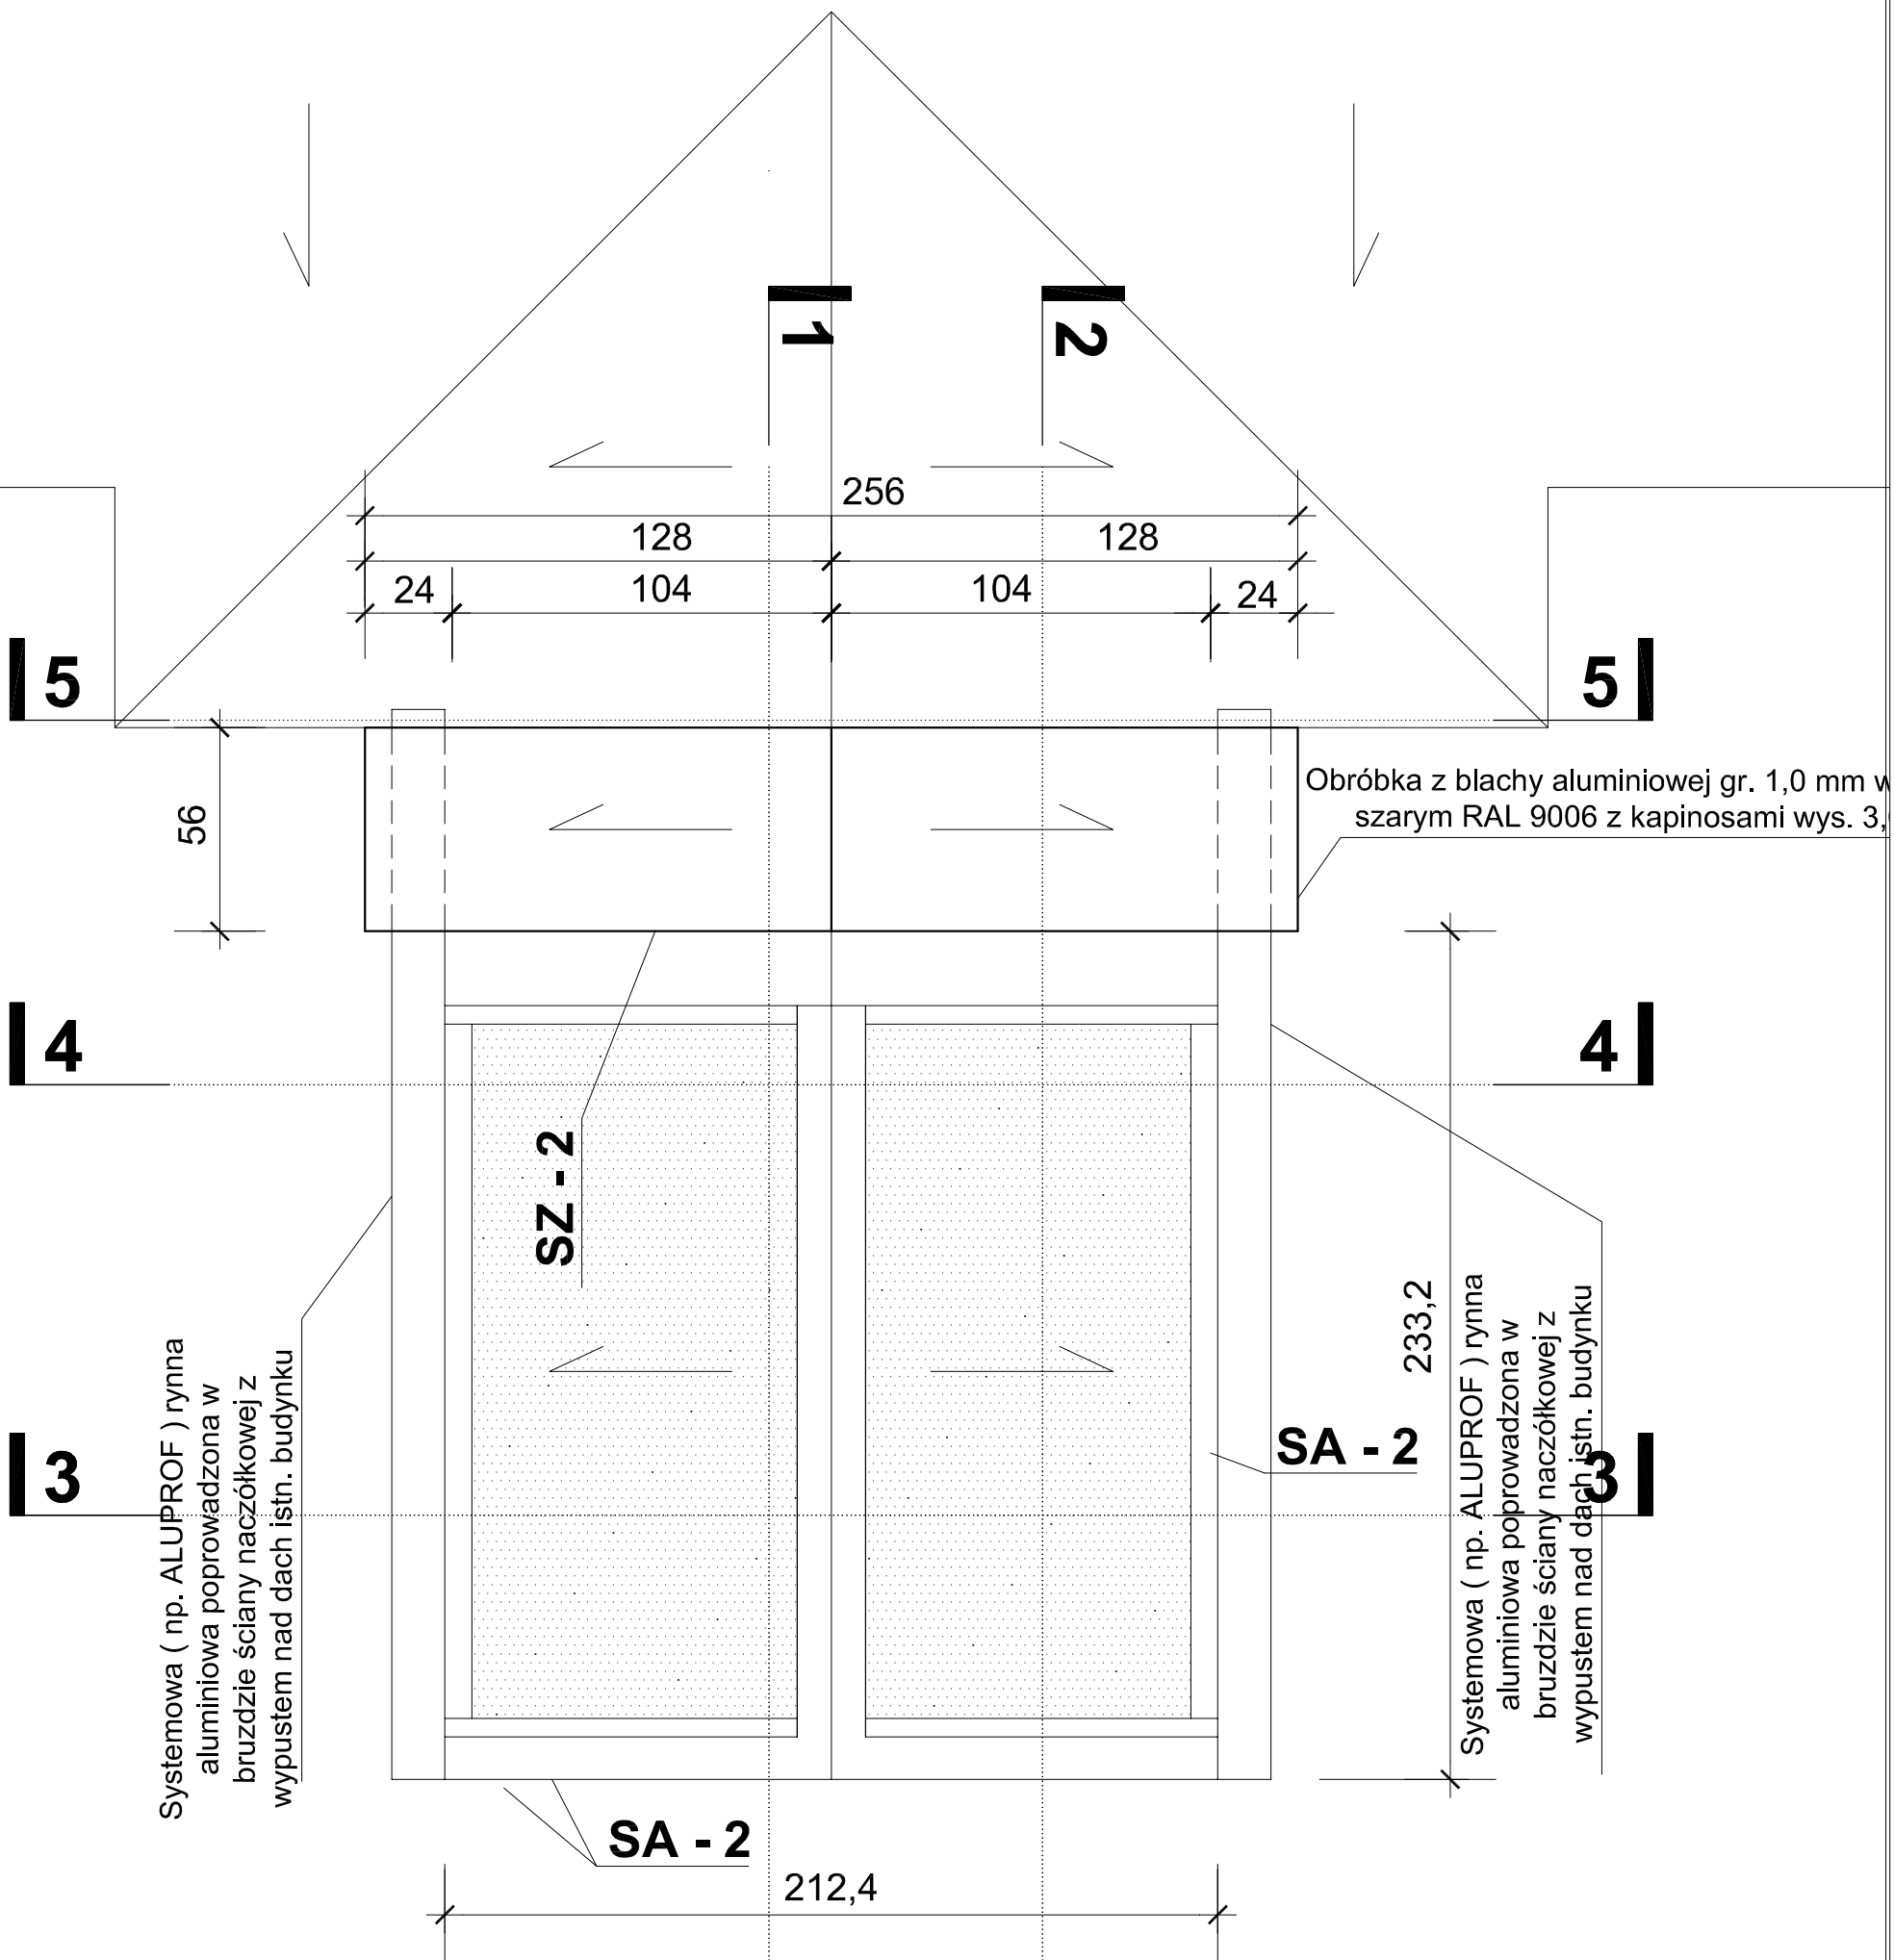 1
2
256
128
128
24
104
104
24
5
5
56
Obróbka z blachy aluminiowej gr. 1,0 mm w
szarym RAL 9006 z kapinosami wys. 3,
4
4
SZ - 2
233,2
Systemowa ( np. ALUPROF ) rynna
aluminiowa poprowadzona w
bruzdzie ściany naczółkowej z
wypustem nad dach istn. budynku
Systemowa ( np. ALUPROF ) rynna
aluminiowa poprowadzona w
bruzdzie ściany naczółkowej z
wypustem nad dach istn. budynku
SA - 2
3
3
SA - 2
212,4